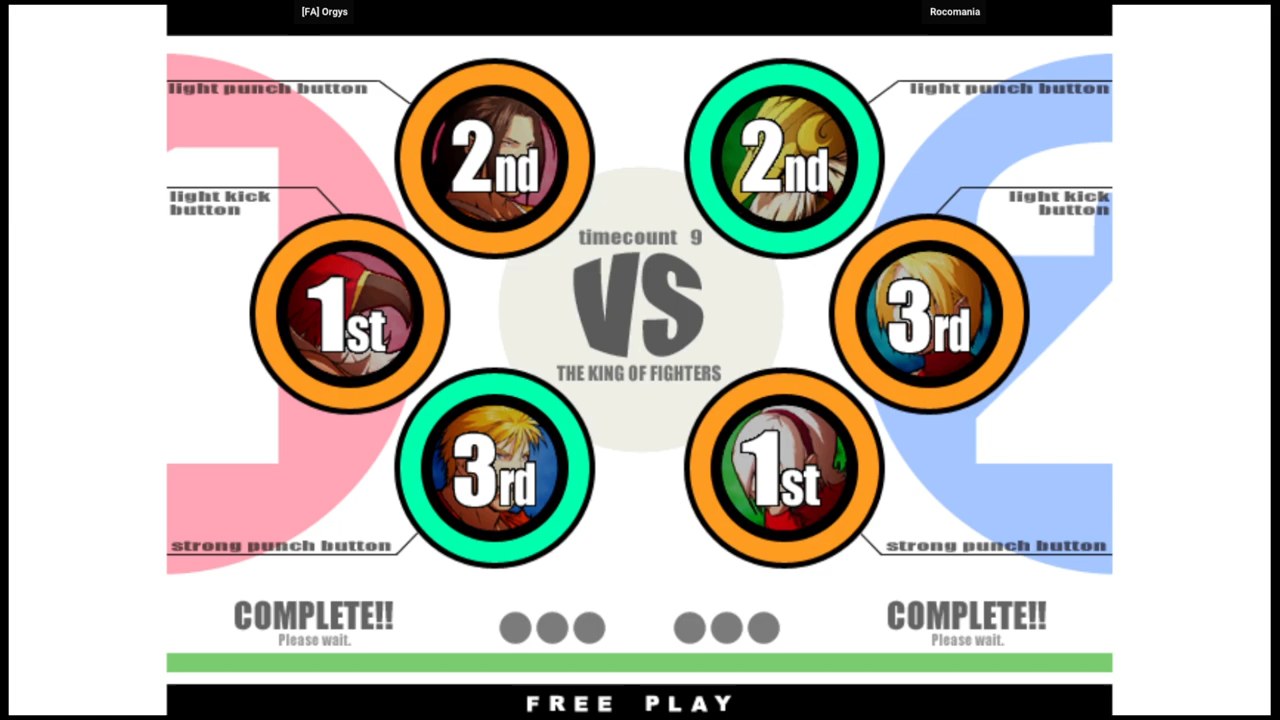 [FA] Orgys
Rocomania
light punch button
light punch button
2nd
2nd
light kick
button
light kick
button
timecount 9
VS
THE KING OF FIGHTERS
1st
3rd
3rd
1st
strong punch button
strong punch button
COMPLETE!!
Please wait.
COMPLETE!!
Please wait.
FREE PLAY
1
2